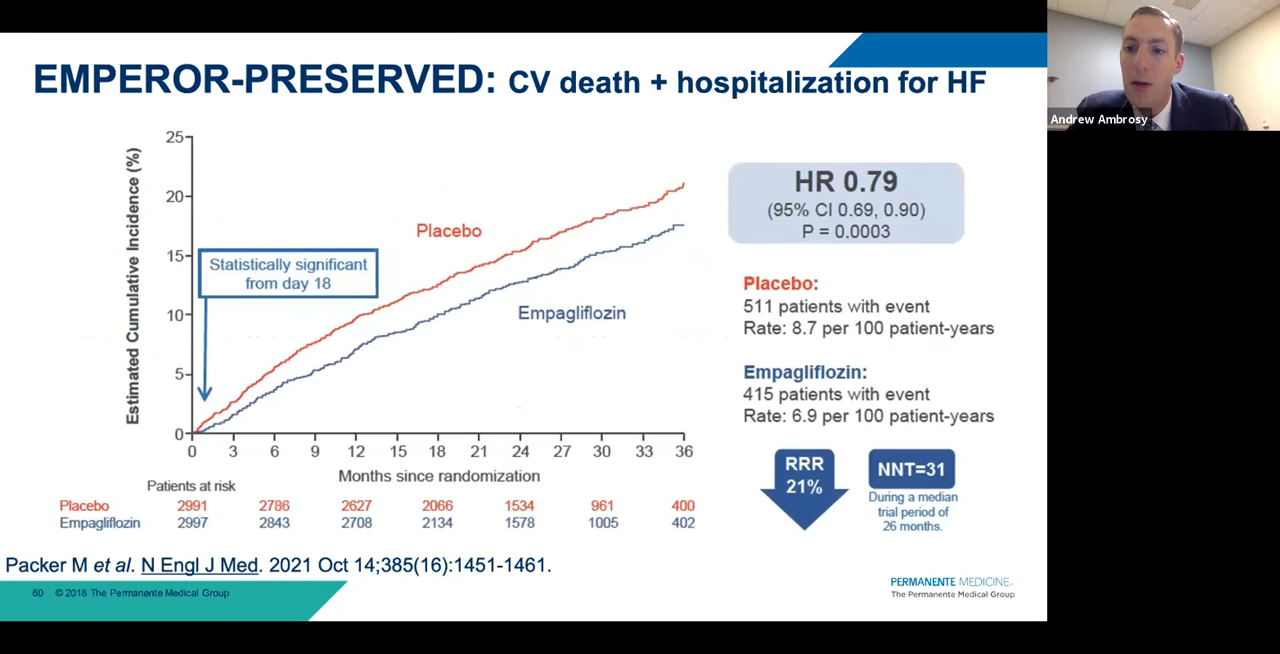 EMPEROR-PRESERVED: CV death + hospitalization for HF
Andrew Ambrosy
Estimated Cumulative Incidence (%)
25
20
15
10
5
0
Placebo
Statistically significant
from day 18
Empagliflozin
0 3 6 9 12 15 18 21 24 27 30 33 36
Months since randomization
Patients at risk
Placebo 2991 2786 2627 2066 1534 961 400
Empagliflozin 2997 2843 2708 2134 1578 1005 402
HR 0.79
(95% CI 0.69, 0.90)
P = 0.0003
Placebo:
511 patients with event
Rate: 8.7 per 100 patient-years
Empagliflozin:
415 patients with event
Rate: 6.9 per 100 patient-years
RRR
21%
NNT=31
During a median
trial period of
26 months.
Packer M et al. N Engl J Med. 2021 Oct 14;385(16):1451-1461.
60 © 2018 The Permanente Medical Group
PERMANENTE MEDICINE®
The Permanente Medical Group